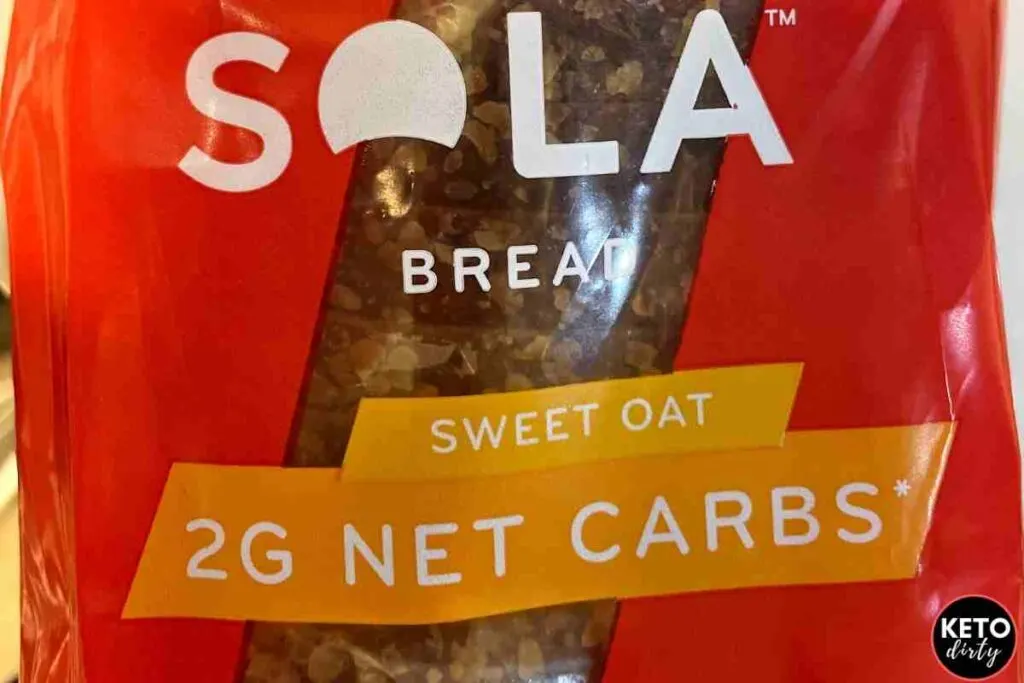 SOLA™
BREAD
SWEET OAT
2G NET CARBS*
KETO
dirty